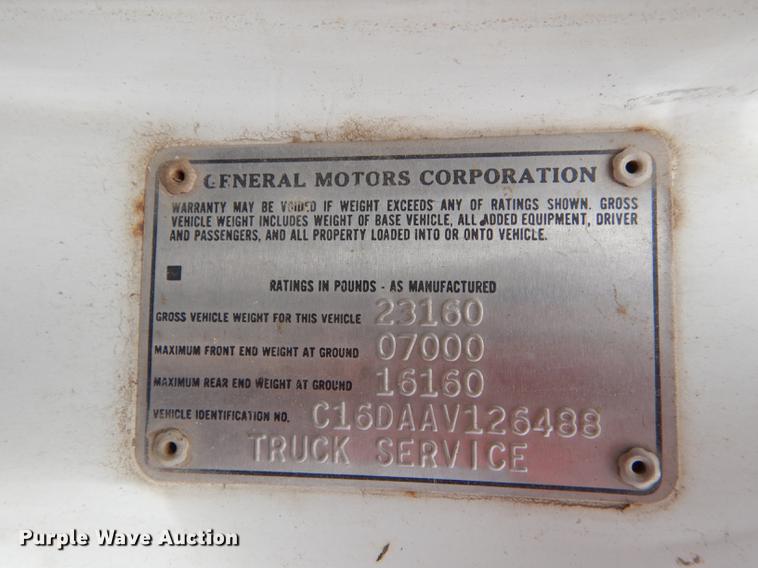 GENERAL MOTORS CORPORATION
WARRANTY MAY BE VOIDED IF WEIGHT EXCEEDS ANY OF RATINGS SHOWN. GROSS
VEHICLE WEIGHT INCLUDES WEIGHT OF BASE VEHICLE, ALL ADDED EQUIPMENT, DRIVER
AND PASSENGERS, AND ALL PROPERTY LOADED INTO OR ONTO VEHICLE.
RATINGS IN POUNDS - AS MANUFACTURED
GROSS VEHICLE WEIGHT FOR THIS VEHICLE 23160
MAXIMUM FRONT END WEIGHT AT GROUND 07000
MAXIMUM REAR END WEIGHT AT GROUND 16160
VEHICLE IDENTIFICATION NO. C16DAAV126488
TRUCK SERVICE
Purple Wave Auction